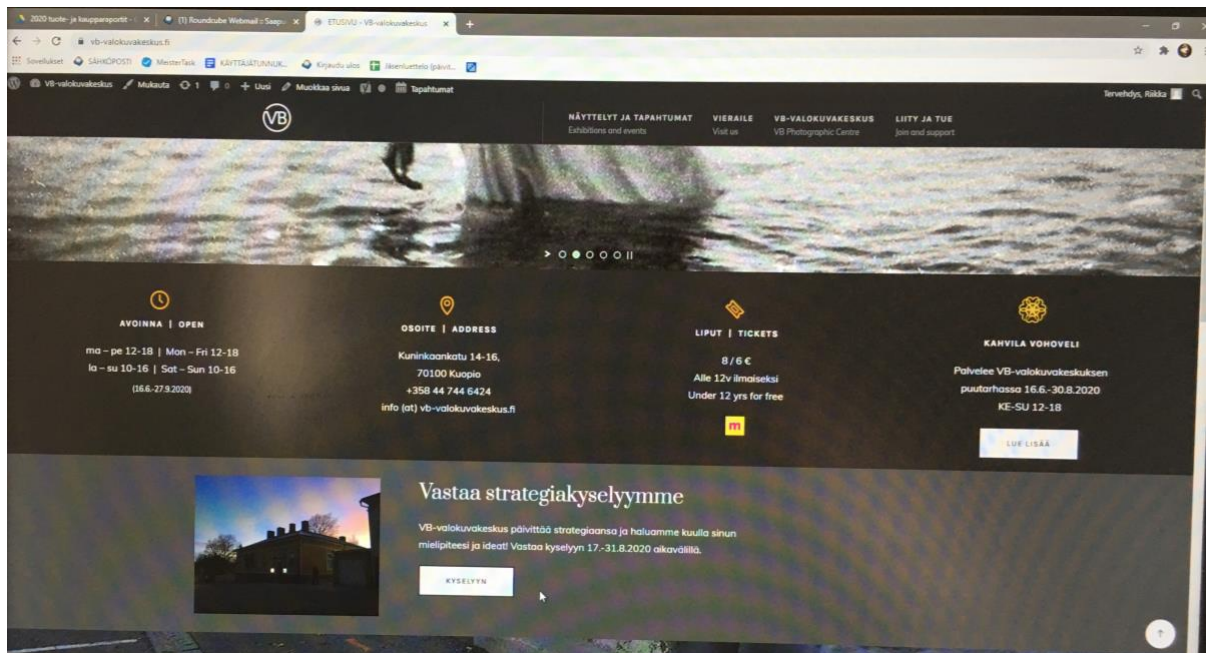 2020 tuote- ja kaupparaportit -
(1) Roundcube Webmail :: Saap
ETUSIVU - VB-valokuvakeskus
vb-valokuvakeskus.fi
Sovellukset
SÄHKÖPOSTI
MeisterTask
KÄYTTÄJÄTUNNUK...
Kirjaudu ulos
Jäsenluettelo (päivit...
VB-valokuvakeskus
Mukauta
1
0
Uusi
Muokkaa sivua
Tapahtumat
Tervehdys, Riikka
VB
NÄYTTELYT JA TAPAHTUMAT
Exhibitions and events
VIERAILE
Visit us
VB-VALOKUVAKESKUS
VB Photographic Centre
LIITY JA TUE
Join and support
AVOINNA | OPEN
ma – pe 12-18 | Mon – Fri 12-18
la – su 10-16 | Sat – Sun 10-16
(16.6.-27.9.2020)
OSOITE | ADDRESS
Kuninkaankatu 14-16,
70100 Kuopio
+358 44 744 6424
info (at) vb-valokuvakeskus.fi
LIPUT | TICKETS
8 / 6 €
Alle 12v ilmaiseksi
Under 12 yrs for free
m
KAHVILA VOHOVELI
Palvelee VB-valokuvakeskuksen
puutarhassa 16.6.-30.8.2020
KE-SU 12-18
LUE LISÄÄ
Vastaa strategiakyselyymme
VB-valokuvakeskus päivittää strategiaansa ja haluamme kuulla sinun
mielipiteesi ja ideat! Vastaa kyselyyn 17.-31.8.2020 aikavälillä.
KYSELYYN